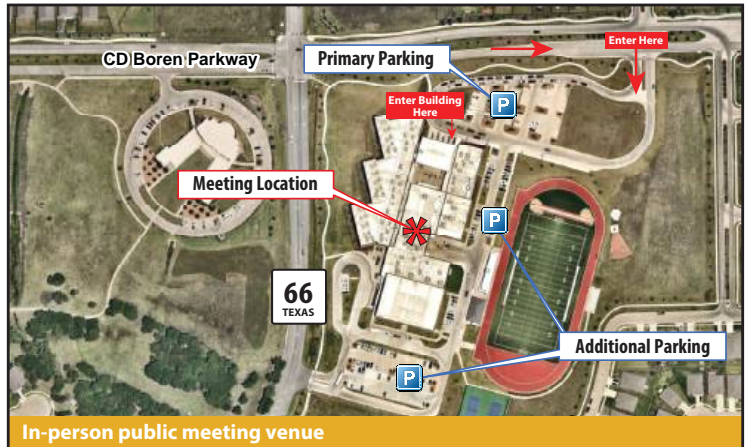 CD Boren Parkway
Primary Parking
Enter Here
P
Enter Building
Here
Meeting Location
P
66
TEXAS
Additional Parking
P
In-person public meeting venue